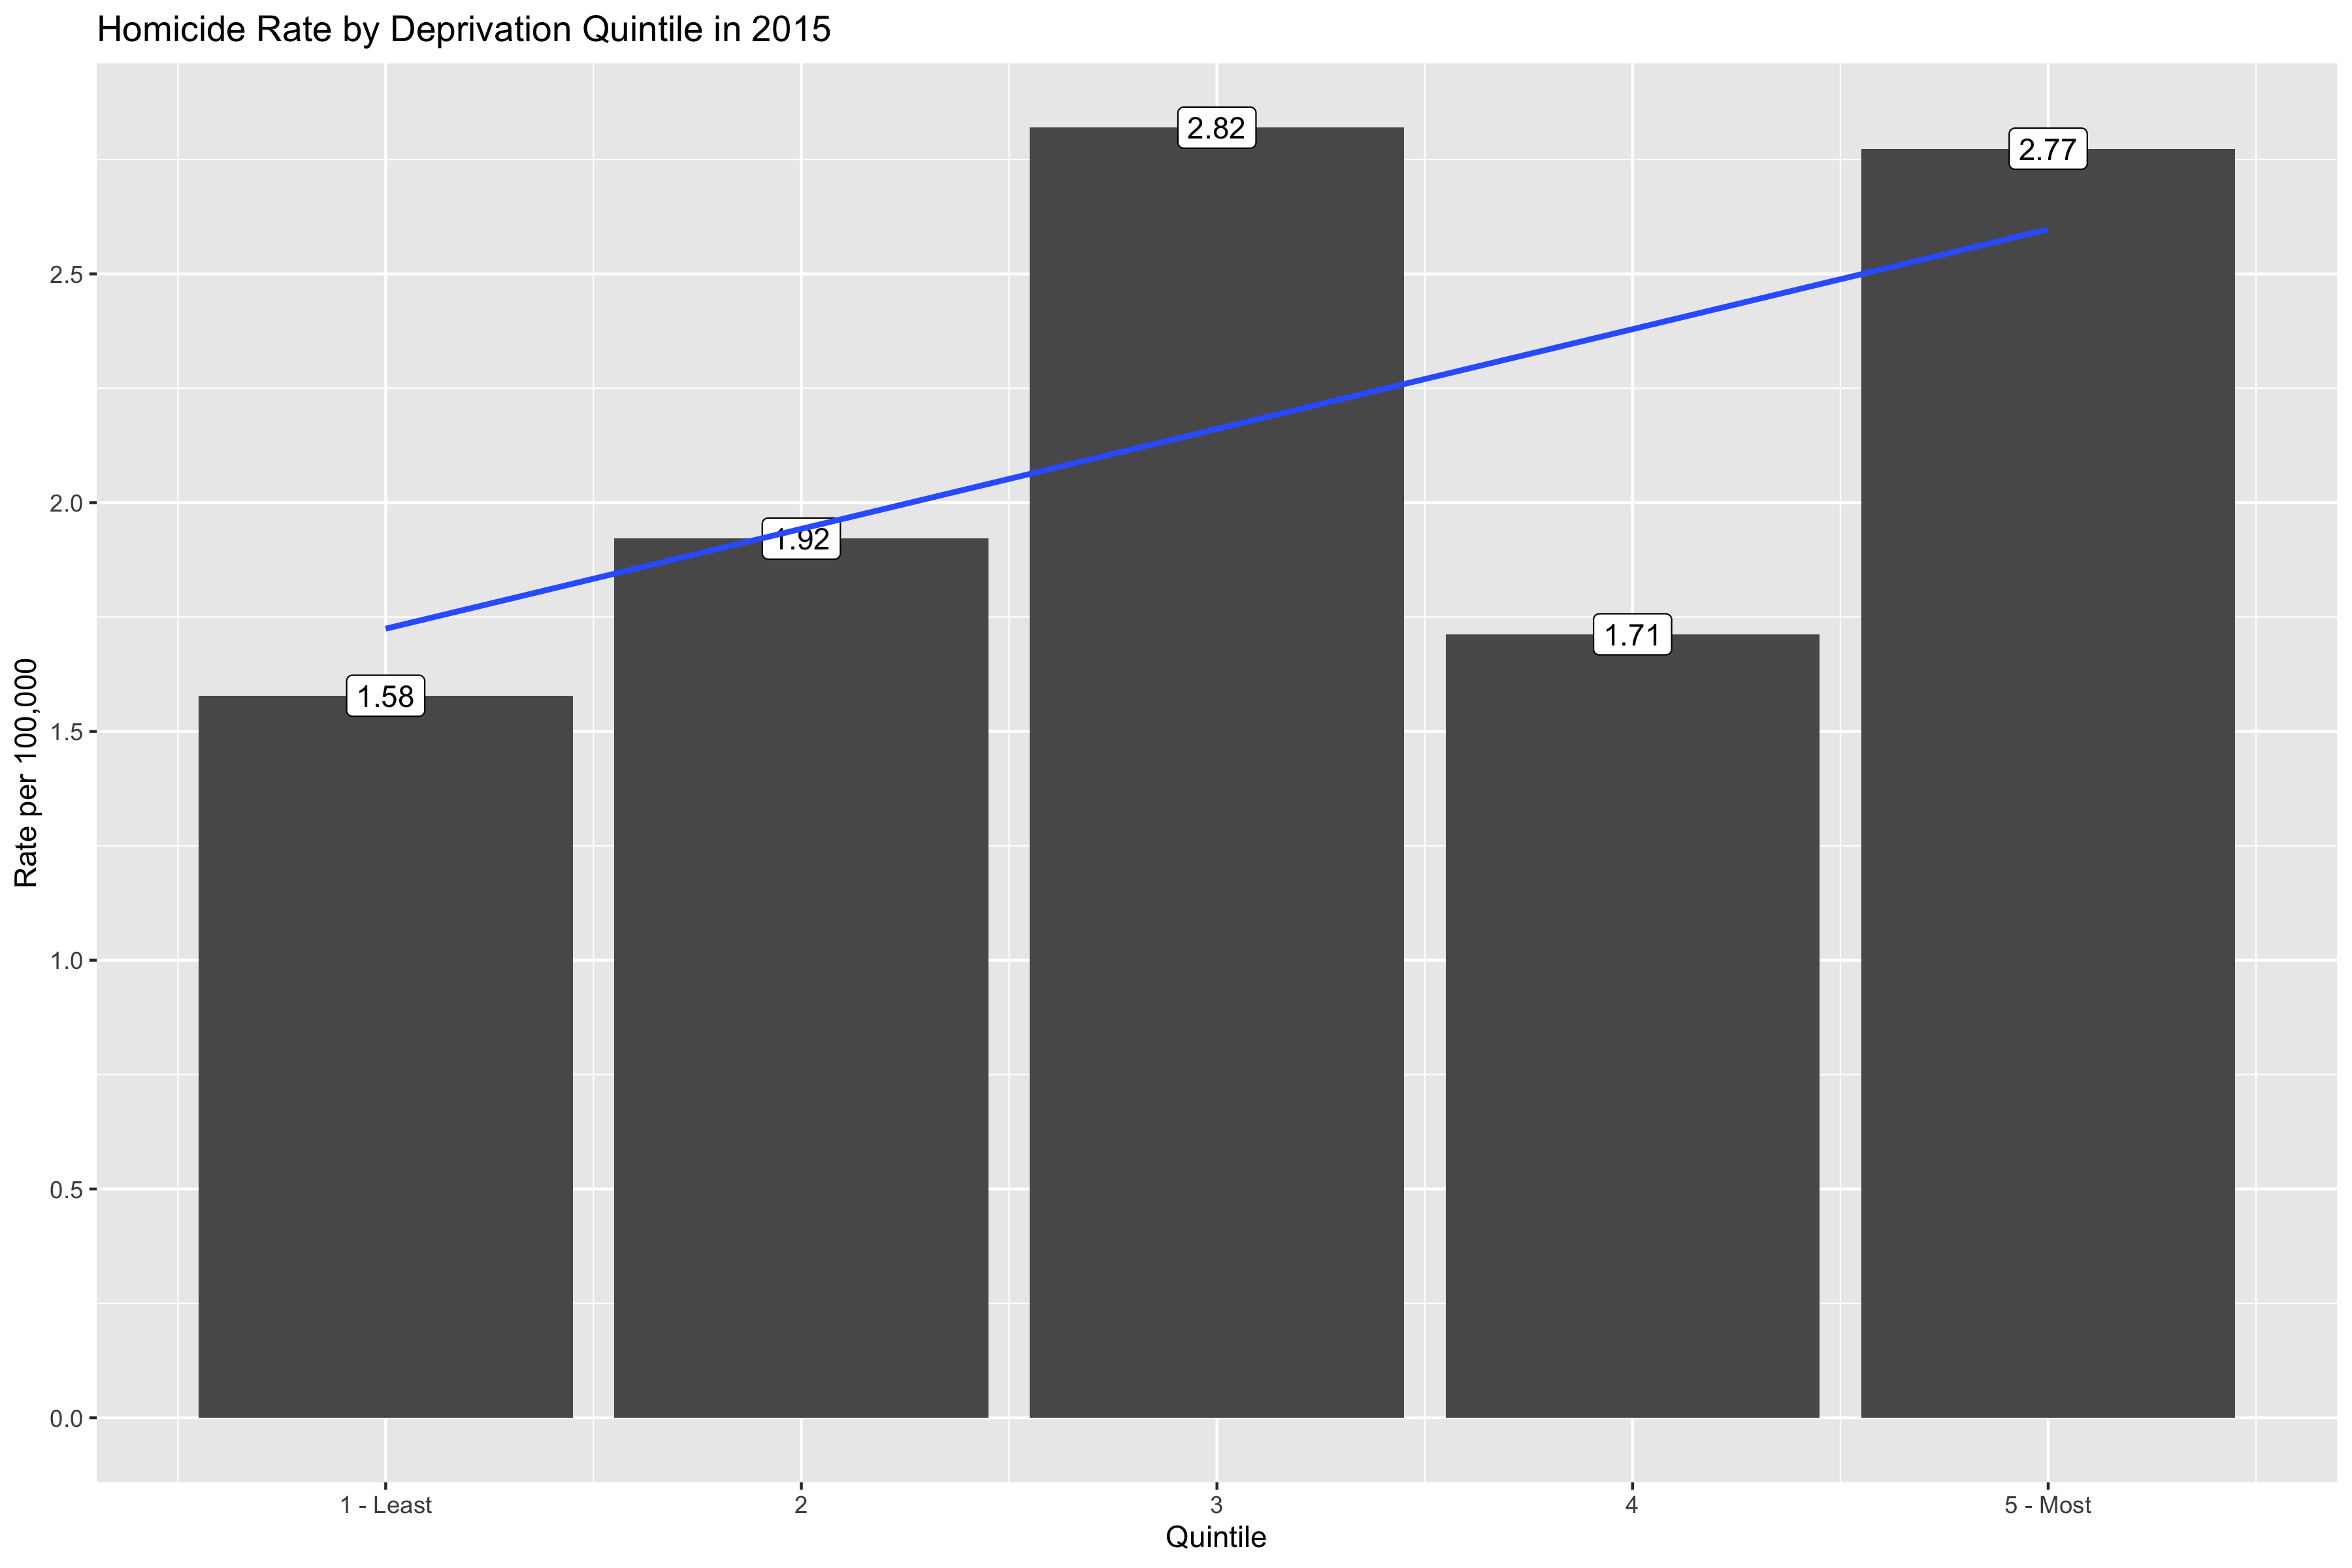 Homicide Rate by Deprivation Quintile in 2015
Rate per 100,000
2.5
2.0
1.5
1.0
0.5
0.0
1.58
1.92
2.82
1.71
2.77
1 - Least
2
3
4
5 - Most
Quintile